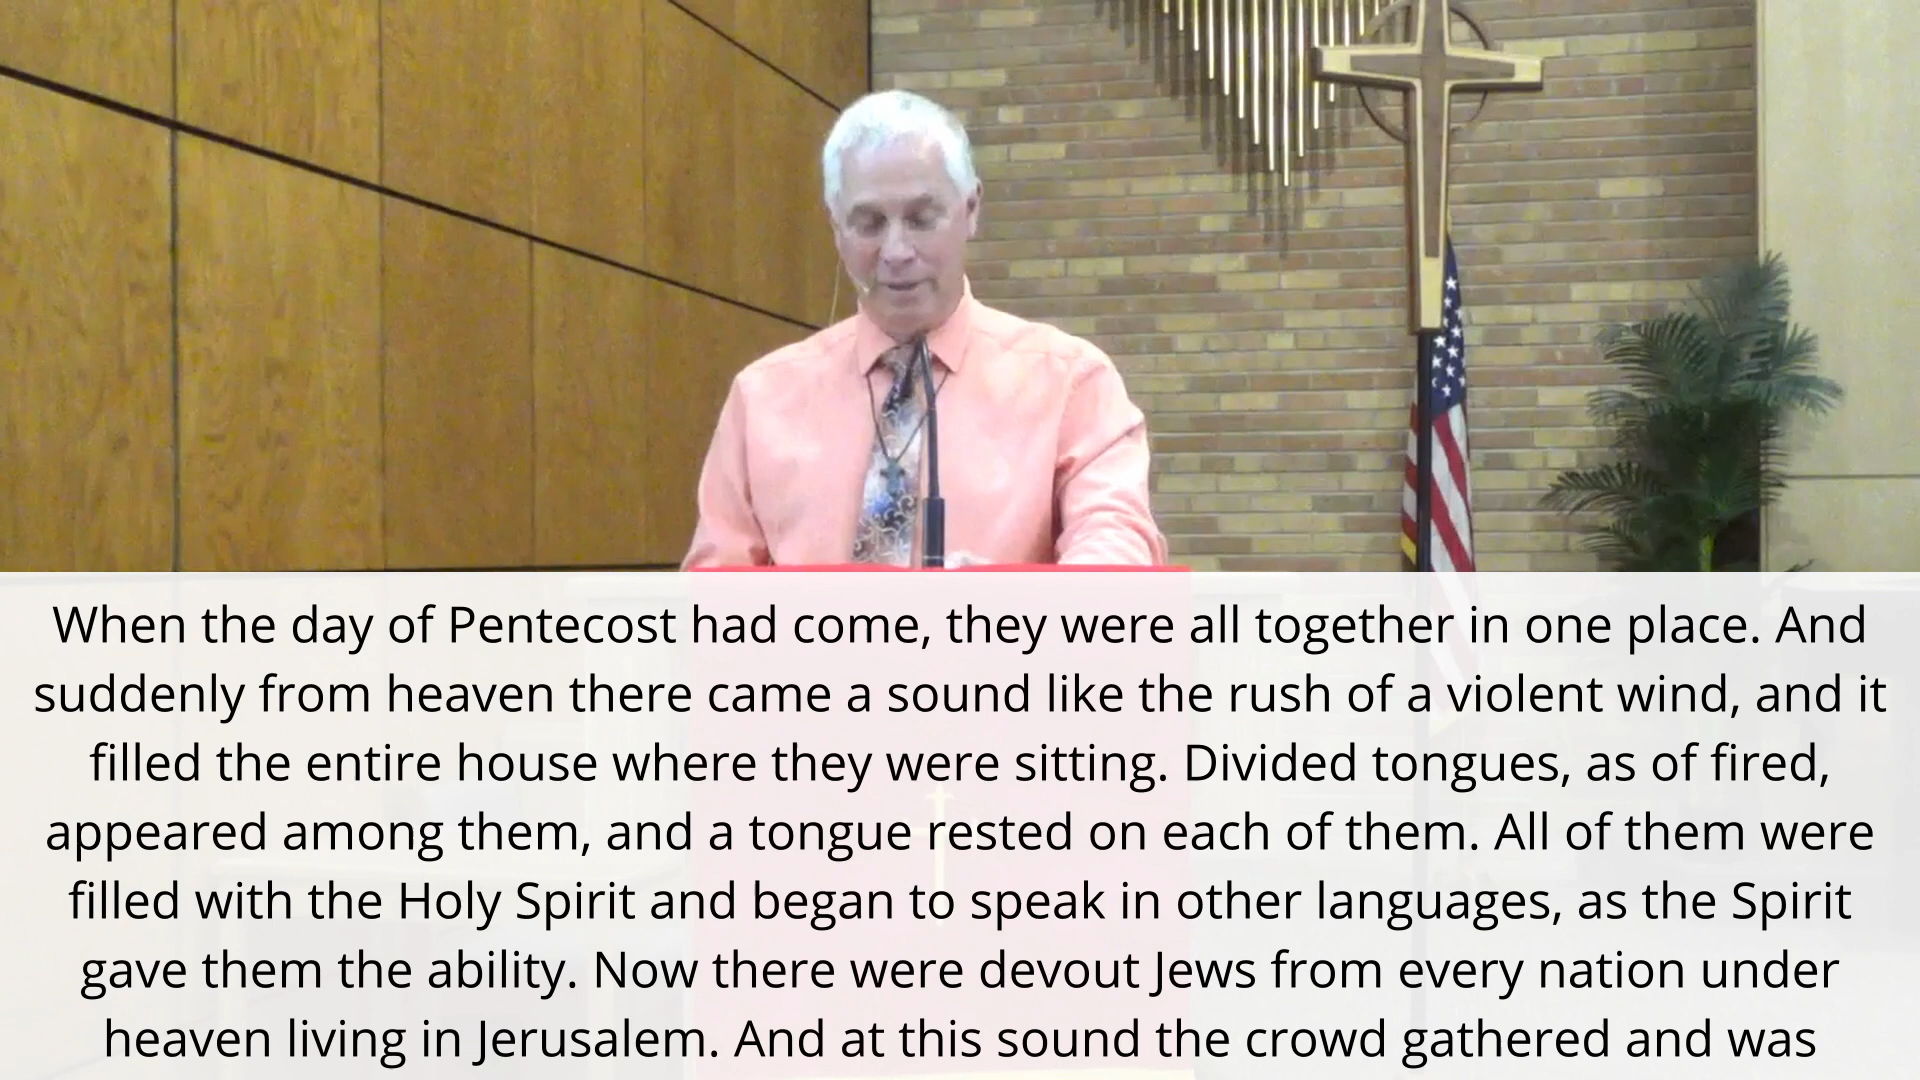 When the day of Pentecost had come, they were all together in one place. And
suddenly from heaven there came a sound like the rush of a violent wind, and it
filled the entire house where they were sitting. Divided tongues, as of fired,
appeared among them, and a tongue rested on each of them. All of them were
filled with the Holy Spirit and began to speak in other languages, as the Spirit
gave them the ability. Now there were devout Jews from every nation under
heaven living in Jerusalem. And at this sound the crowd gathered and was